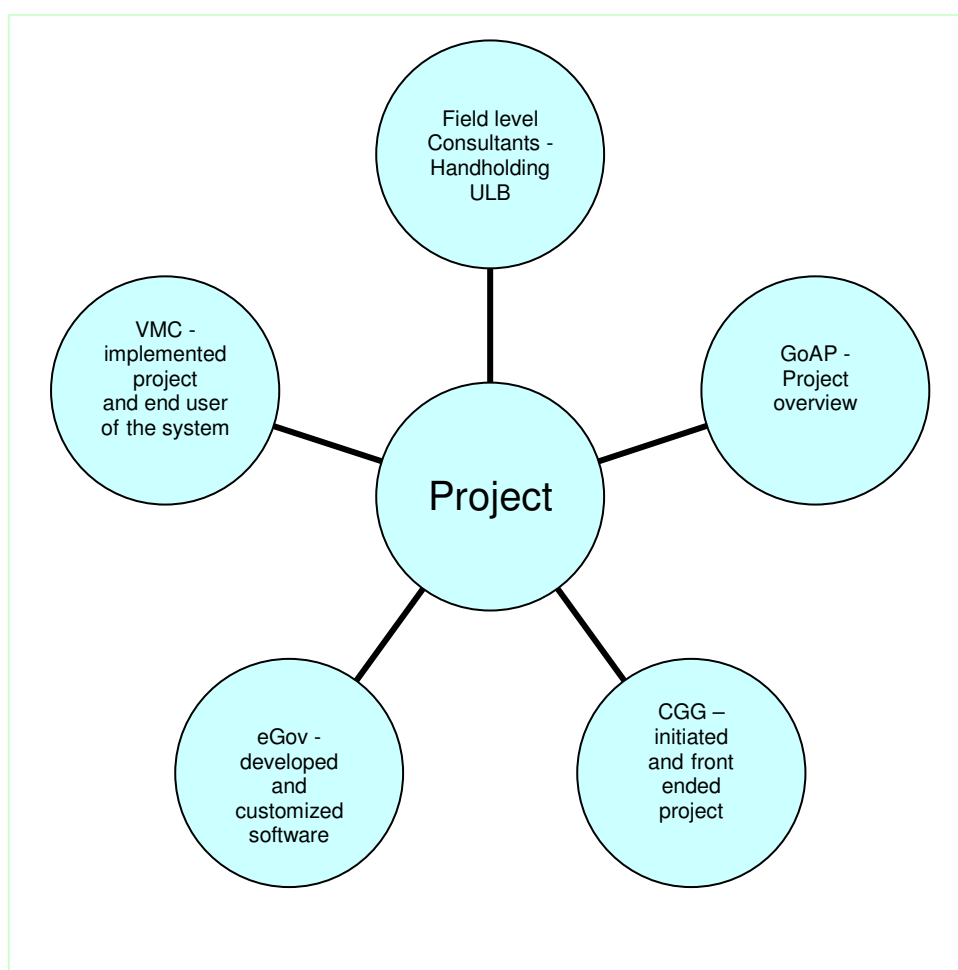 Field level
Consultants -
Handholding
ULB
VMC -
implemented
project
and end user
of the system
GoAP -
Project
overview
Project
eGov -
developed
and
customized
software
CGG –
initiated
and front
ended
project